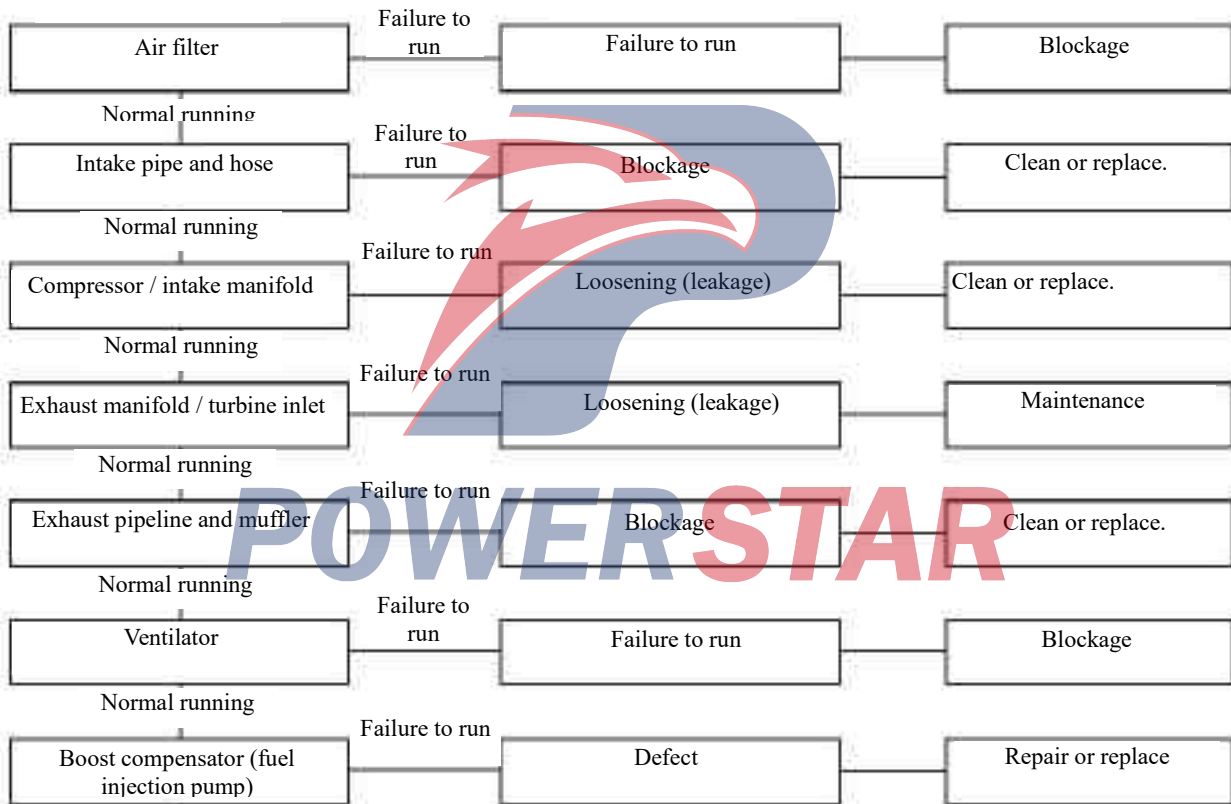 Air filter
Failure to
run
Failure to run
Blockage
Normal running
Intake pipe and hose
Failure to
run
Blockage
Clean or replace.
Normal running
Compressor / intake manifold
Failure to run
Loosening (leakage)
Clean or replace.
Normal running
Exhaust manifold / turbine inlet
Failure to run
Loosening (leakage)
Maintenance
Normal running
Exhaust pipeline and muffler
Failure to run
Blockage
Clean or replace.
POWERSTAR
Normal running
Ventilator
Failure to
run
Failure to run
Blockage
Normal running
Boost compensator (fuel
injection pump)
Failure to run
Defect
Repair or replace